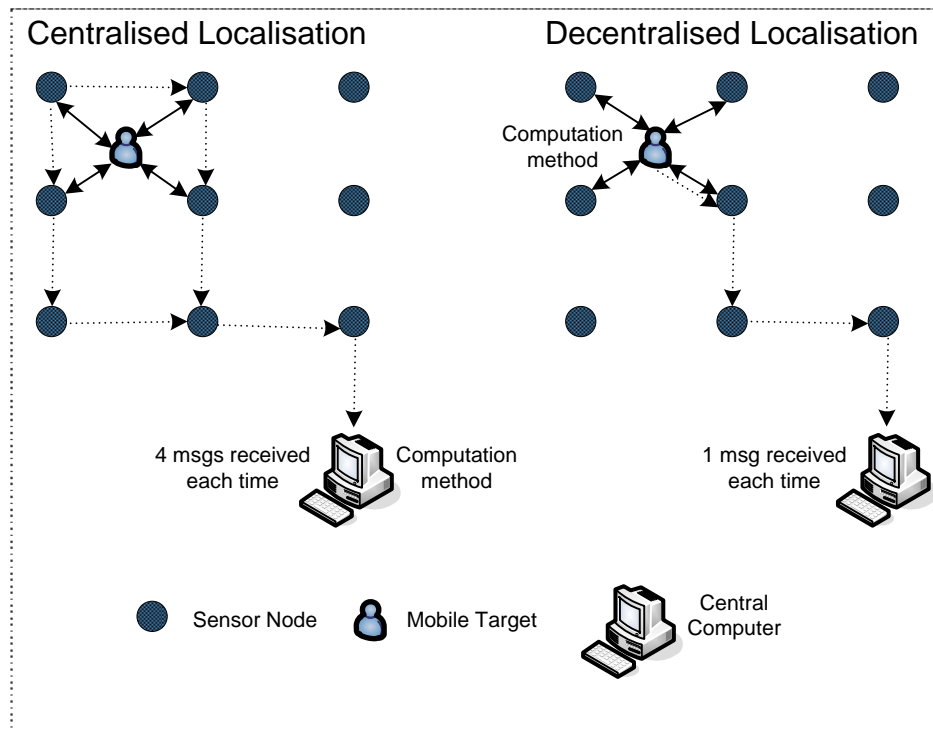 Centralised Localisation
Decentralised Localisation
Computation
method
4 msgs received
each time
Computation
method
1 msg received
each time
Sensor Node
Mobile Target
Central
Computer